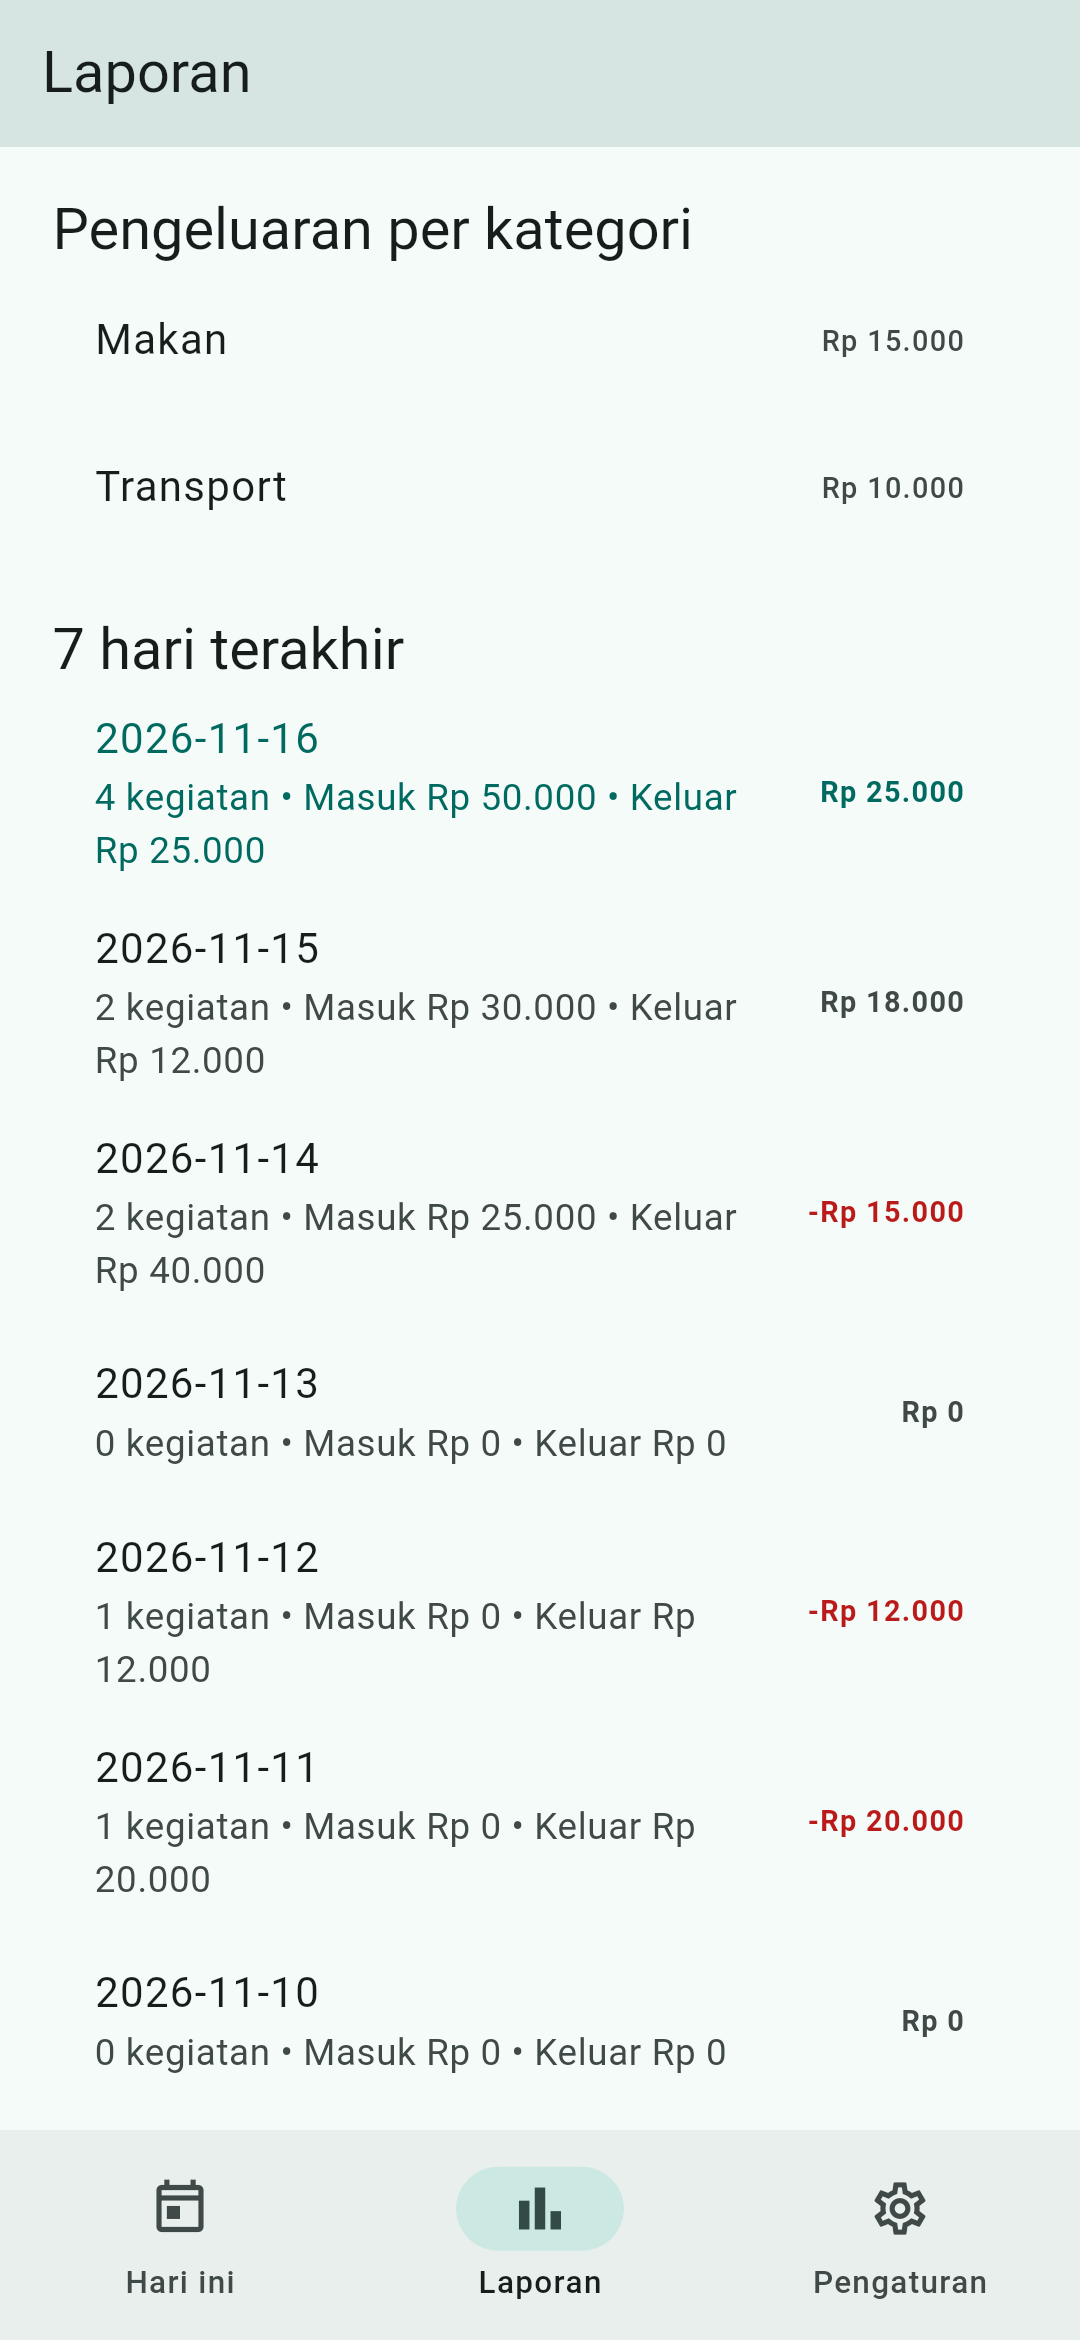 Laporan
Pengeluaran per kategori
Makan
Rp 15.000
Transport
Rp 10.000
7 hari terakhir
2026-11-16
4 kegiatan • Masuk Rp 50.000 • Keluar
Rp 25.000
Rp 25.000
2026-11-15
2 kegiatan • Masuk Rp 30.000 • Keluar
Rp 12.000
Rp 18.000
2026-11-14
2 kegiatan • Masuk Rp 25.000 • Keluar
Rp 40.000
-Rp 15.000
2026-11-13
0 kegiatan • Masuk Rp 0 • Keluar Rp 0
Rp 0
2026-11-12
1 kegiatan • Masuk Rp 0 • Keluar Rp
12.000
-Rp 12.000
2026-11-11
1 kegiatan • Masuk Rp 0 • Keluar Rp
20.000
-Rp 20.000
2026-11-10
0 kegiatan • Masuk Rp 0 • Keluar Rp 0
Rp 0
Hari ini
Laporan
Pengaturan